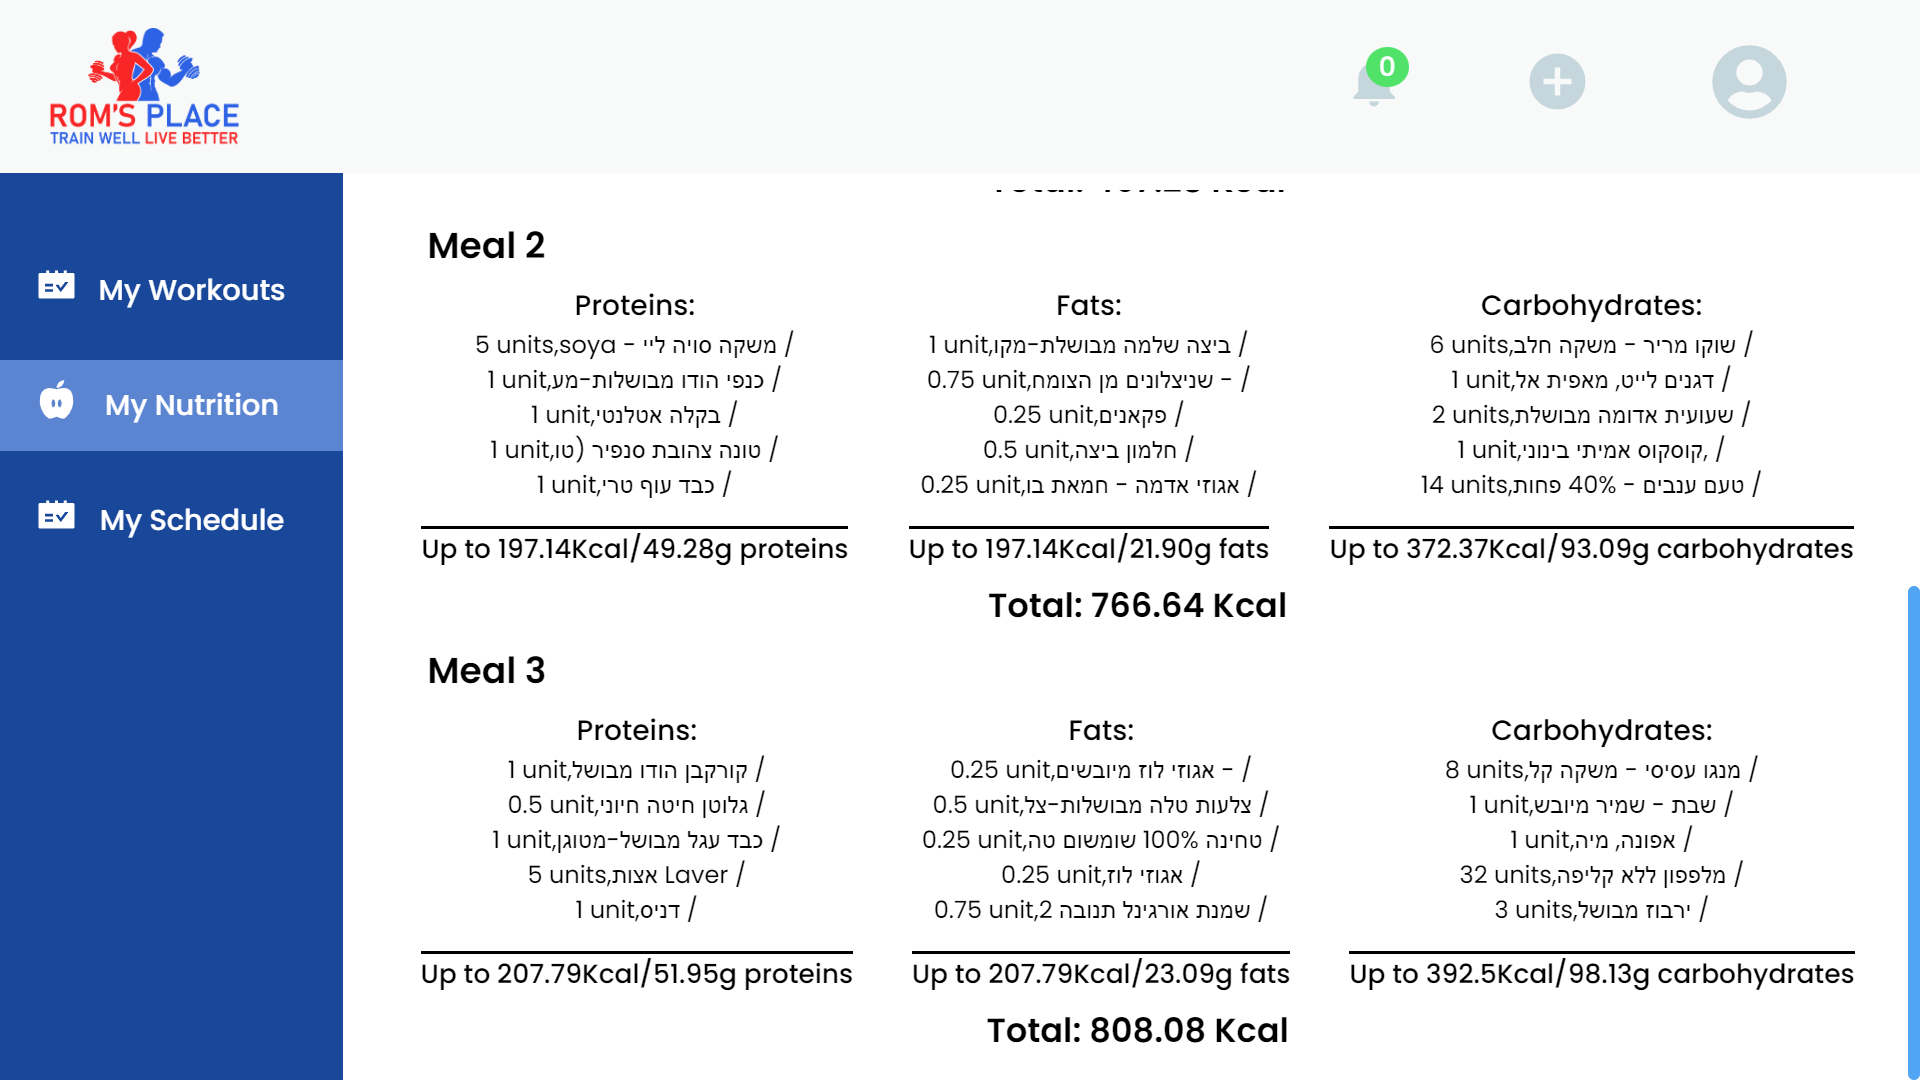 ROM'S PLACE
TRAIN WELL LIVE BETTER
0
My Workouts
My Nutrition
My Schedule
Meal 2
Proteins:
5 units,soya - משקה סויה ליי /
1 unit,כנפי הודו מבושלות-מע /
1 unit,בקלה אטלנטי /
1 unit,טונה צהובת סנפיר (טו /
1 unit,כבד עוף טרי /
Up to 197.14Kcal/49.28g proteins
Fats:
1 unit,ביצה שלמה מבושלת-מקו /
0.75 unit,שניצלונים מן הצומח - /
0.25 unit,פקאנים /
0.5 unit,חלמון ביצה /
0.25 unit,אגוזי אדמה - חמאת בו /
Up to 197.14Kcal/21.90g fats
Carbohydrates:
6 units,שוקו מריר - משקה חלב /
1 unit,דגנים לייט, מאפית אל /
2 units,שעועית אדומה מבושלת /
1 unit,קוסקוס אמיתי בינוני, /
14 units,טעם ענבים - 40% פחות /
Up to 372.37Kcal/93.09g carbohydrates
Total: 766.64 Kcal
Meal 3
Proteins:
1 unit,קורקבן הודו מבושל /
0.5 unit,גלוטן חיטה חיוני /
1 unit,כבד עגל מבושל-מטוגן /
5 units,אצות Laver /
1 unit,דניס /
Up to 207.79Kcal/51.95g proteins
Fats:
0.25 unit,אגוזי לוז מיובשים - /
0.5 unit,צלעות טלה מבושלות-צל /
0.25 unit,טחינה 100% שומשום טה /
0.25 unit,אגוזי לוז /
0.75 unit,שמנת אורגינל תנובה 2 /
Up to 207.79Kcal/23.09g fats
Carbohydrates:
8 units,מנגו עסיסי - משקה קל /
1 unit,שבת - שמיר מיובש /
1 unit,אפונה, מיה /
32 units,מלפפון ללא קליפה /
3 units,ירבוז מבושל /
Up to 392.5Kcal/98.13g carbohydrates
Total: 808.08 Kcal